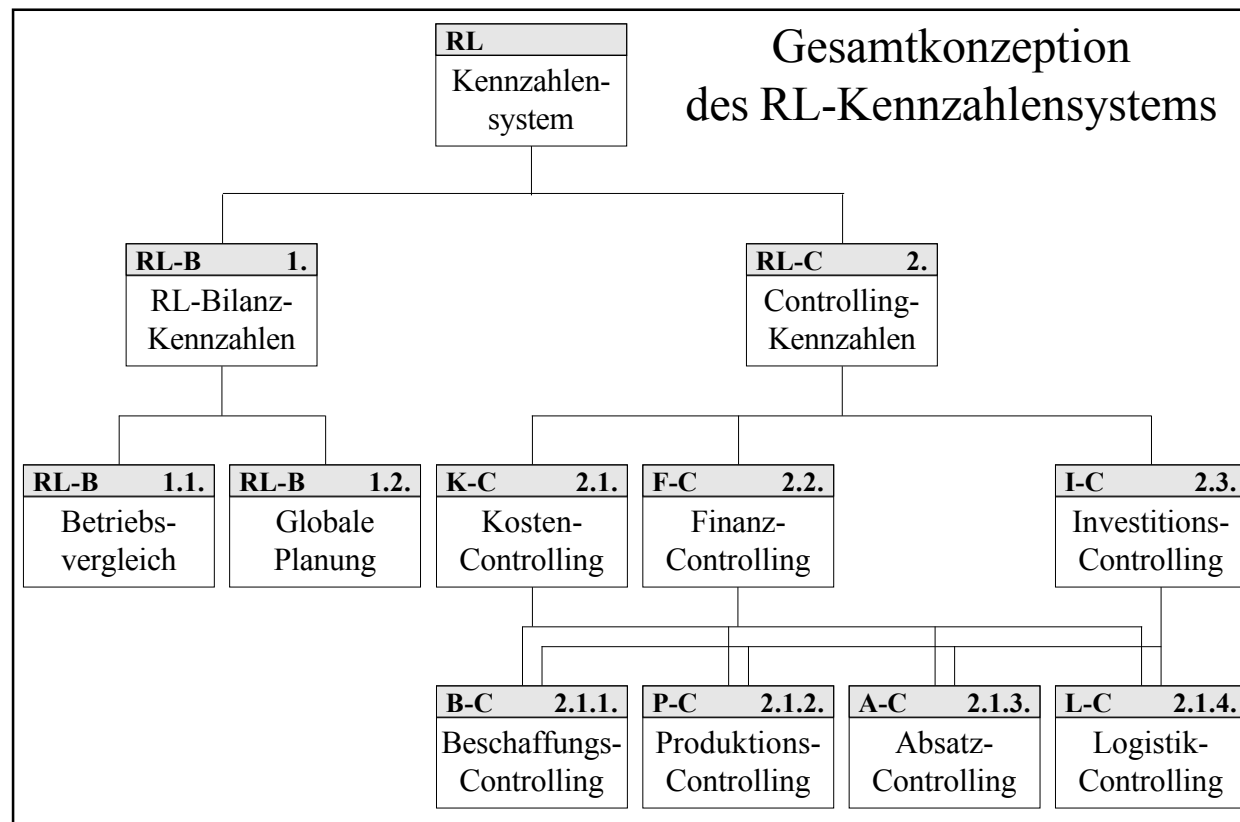 Gesamtkonzeption
des RL-Kennzahlensystems
RL
Kennzahlen-
system
RL-B 1.
RL-Bilanz-
Kennzahlen
RL-C 2.
Controlling-
Kennzahlen
RL-B 1.1.
Betriebs-
vergleich
RL-B 1.2.
Globale
Planung
K-C 2.1.
Kosten-
Controlling
F-C 2.2.
Finanz-
Controlling
I-C 2.3.
Investitions-
Controlling
B-C 2.1.1.
Beschaffungs-
Controlling
P-C 2.1.2.
Produktions-
Controlling
A-C 2.1.3.
Absatz-
Controlling
L-C 2.1.4.
Logistik-
Controlling